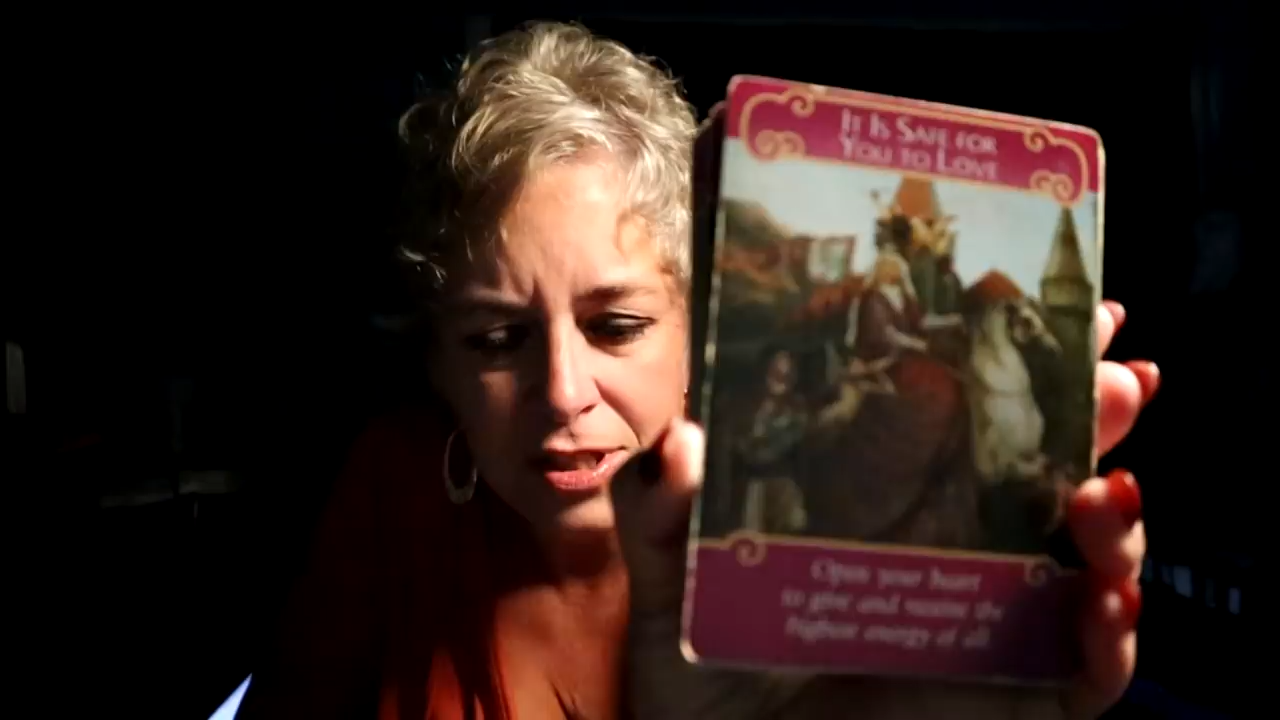 It Is Safe for
You to Love
Open your heart
to give and receive the
highest energy of all.